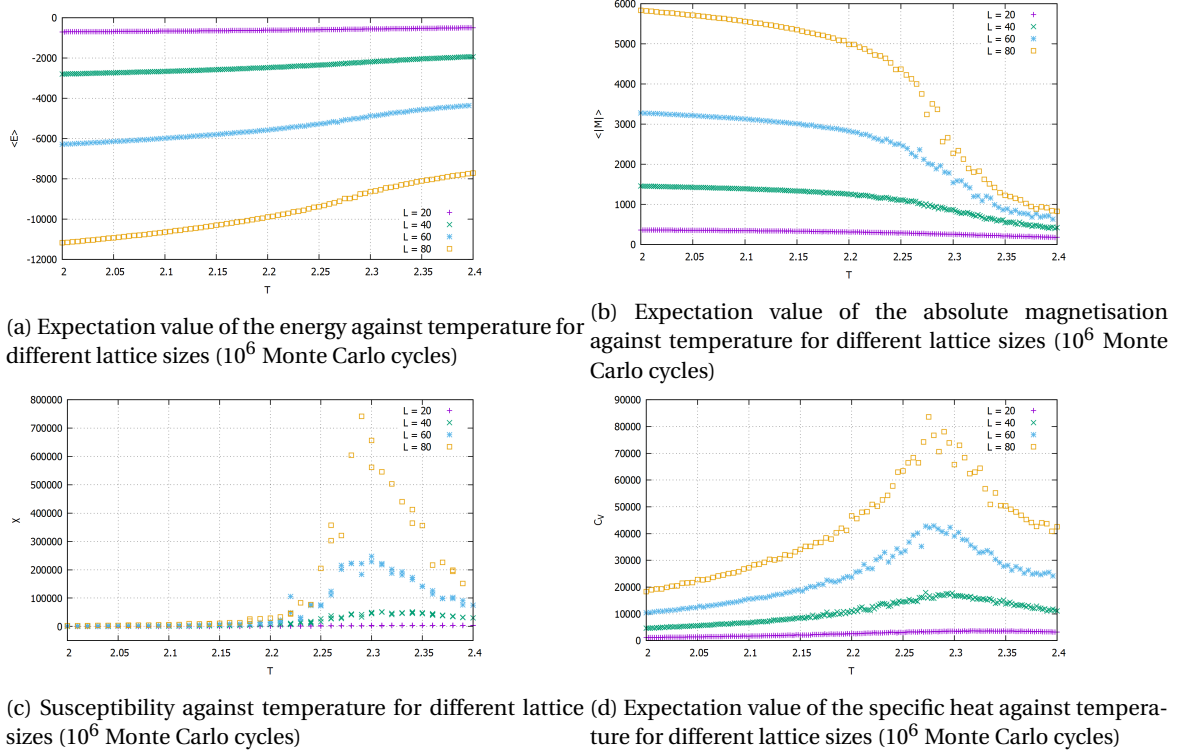 0
-2000
-4000
-6000
-8000
-10000
-12000
<E>
2 2.05 2.1 2.15 2.2 2.25 2.3 2.35 2.4
T
L = 20
L = 40
L = 60
L = 80
(a) Expectation value of the energy against temperature for
different lattice sizes (10⁶ Monte Carlo cycles)
6000
5000
4000
3000
2000
1000
0
<|M|>
2 2.05 2.1 2.15 2.2 2.25 2.3 2.35 2.4
T
L = 20
L = 40
L = 60
L = 80
(b) Expectation value of the absolute magnetisation
against temperature for different lattice sizes (10⁶ Monte
Carlo cycles)
800000
700000
600000
500000
400000
300000
200000
100000
0
χ
2 2.05 2.1 2.15 2.2 2.25 2.3 2.35 2.4
T
L = 20
L = 40
L = 60
L = 80
(c) Susceptibility against temperature for different lattice
sizes (10⁶ Monte Carlo cycles)
90000
80000
70000
60000
50000
40000
30000
20000
10000
0
C_V
2 2.05 2.1 2.15 2.2 2.25 2.3 2.35 2.4
T
L = 20
L = 40
L = 60
L = 80
(d) Expectation value of the specific heat against tempera-
ture for different lattice sizes (10⁶ Monte Carlo cycles)